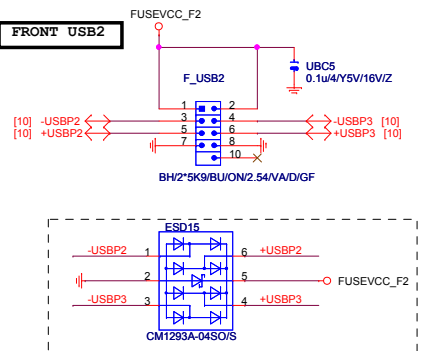 FUSEVCC_F2
FRONT USB2
UBC5
0.1u/4/Y5V/16V/Z
F_USB2
1 2
[10] -USBP2 3 4 -USBP3 [10]
[10] +USBP2 5 6 +USBP3 [10]
7 8
10
BH/2*5K9/BU/ON/2.54/VA/D/GF
ESD15
-USBP2 1 6 +USBP2
2 5 FUSEVCC_F2
-USBP3 3 4 +USBP3
CM1293A-04SO/S